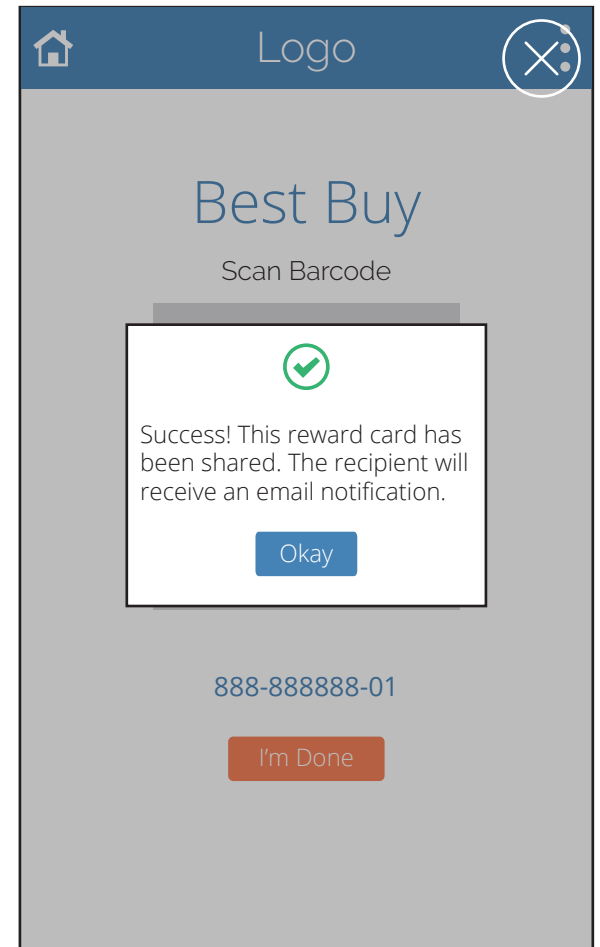 Logo
Best Buy
Scan Barcode
Success! This reward card has
been shared. The recipient will
receive an email notification.
Okay
888-888888-01
I'm Done